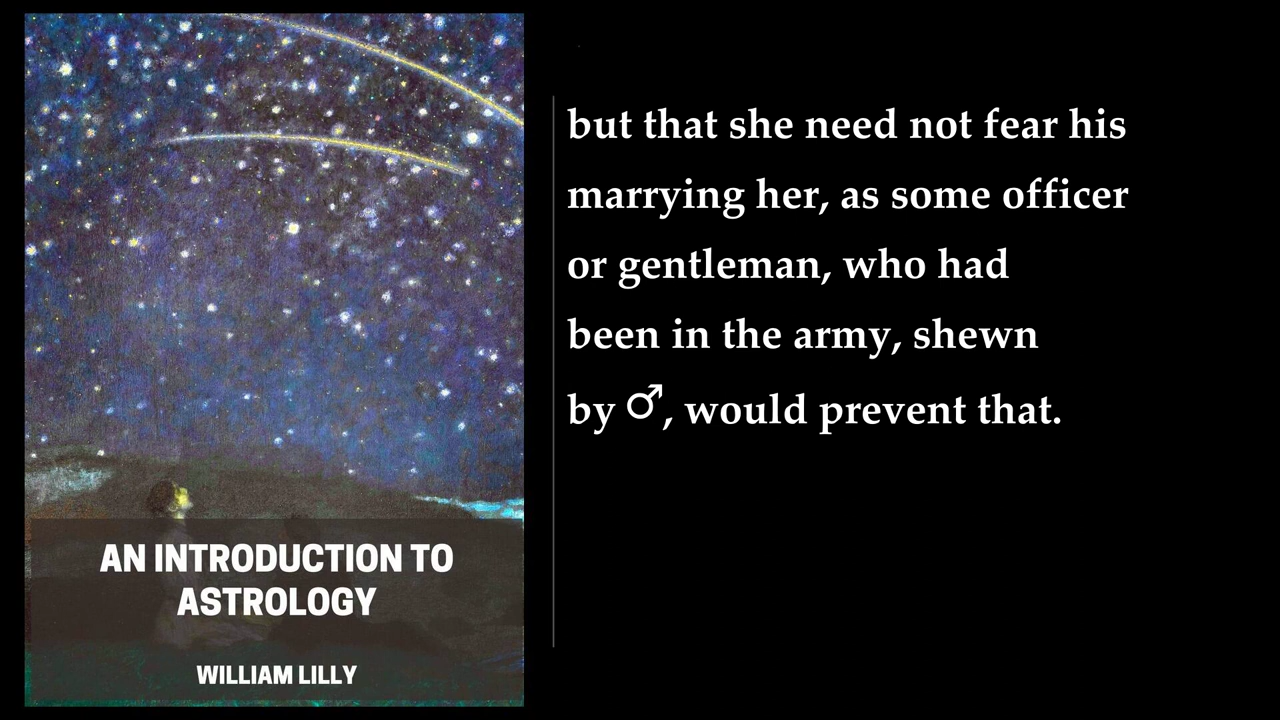 AN INTRODUCTION TO
ASTROLOGY
WILLIAM LILLY
but that she need not fear his
marrying her, as some officer
or gentleman, who had
been in the army, shewn
by ♂, would prevent that.